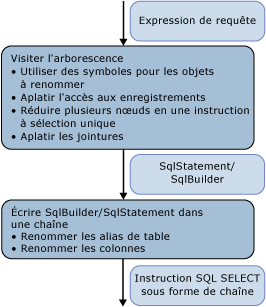 Expression de requête
Visiter l'arborescence
• Utiliser des symboles pour les objets
à renommer
• Aplatir l'accès aux enregistrements
• Réduire plusieurs nœuds en une instruction
à sélection unique
• Aplatir les jointures
SqlStatement/
SqlBuilder
Écrire SqlBuilder/SqlStatement dans
une chaîne
• Renommer les alias de table
• Renommer les colonnes
Instruction SQL SELECT
sous forme de chaîne